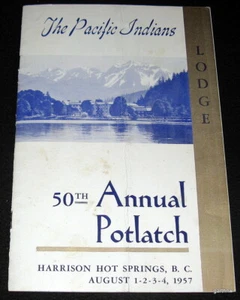 The Pacific Indians
LODGE
50TH Annual
Potlatch
HARRISON HOT SPRINGS, B. C.
AUGUST 1-2-3-4, 1957